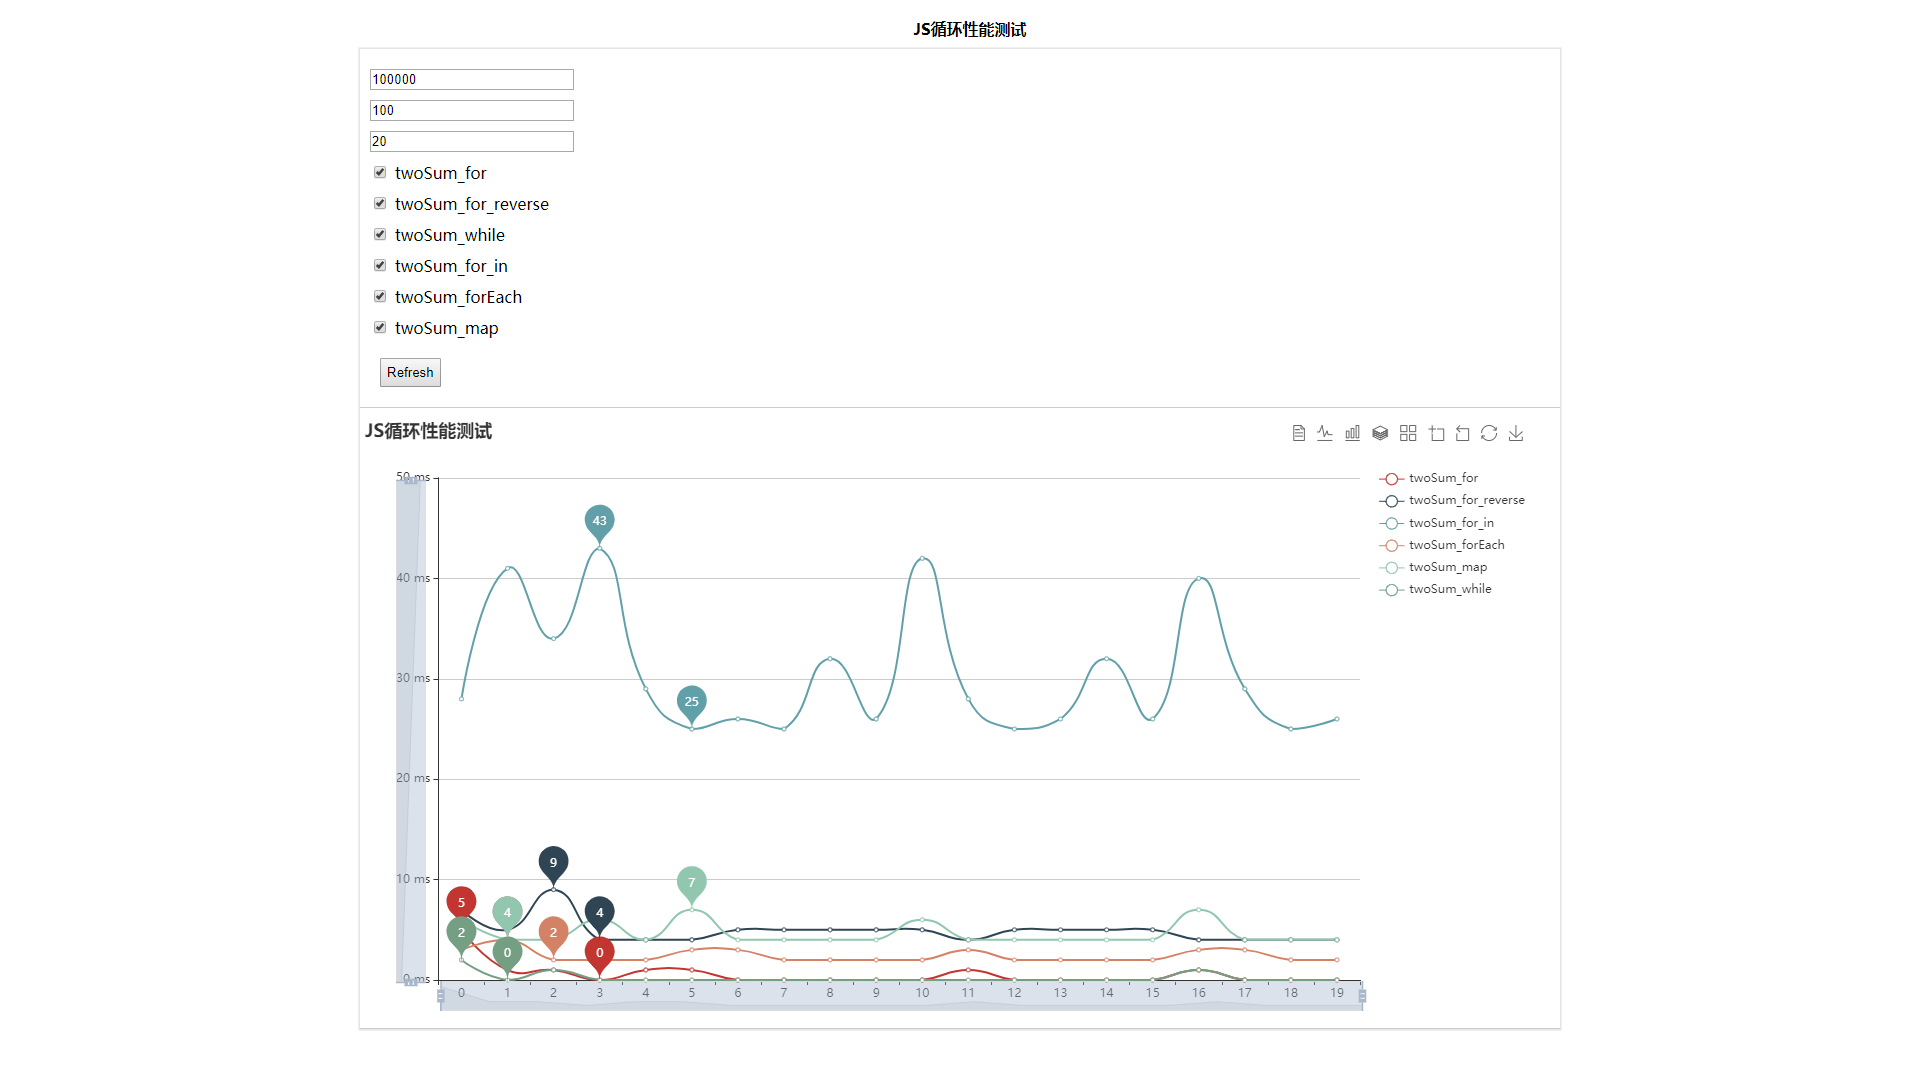 JS循环性能测试
100000
100
20
twoSum_for
twoSum_for_reverse
twoSum_while
twoSum_for_in
twoSum_forEach
twoSum_map
Refresh
JS循环性能测试
50 ms
40 ms
30 ms
20 ms
10 ms
0 ms
43
25
9
7
5
4
4
2
2
0
0
0 1 2 3 4 5 6 7 8 9 10 11 12 13 14 15 16 17 18 19
twoSum_for
twoSum_for_reverse
twoSum_for_in
twoSum_forEach
twoSum_map
twoSum_while